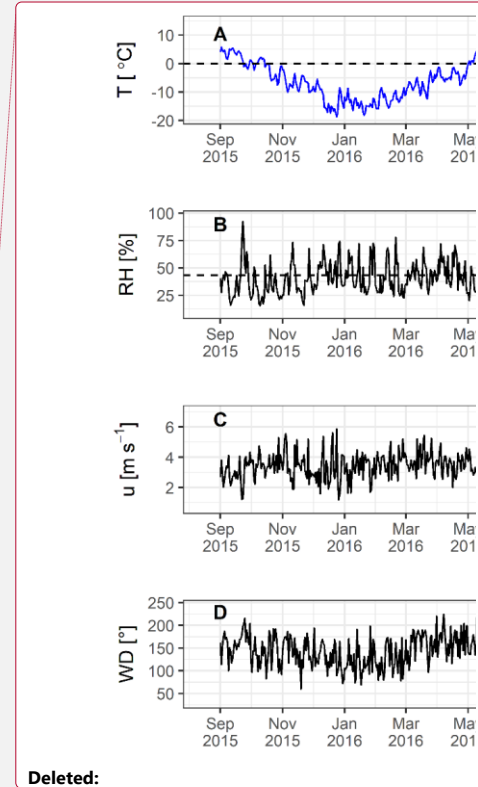 A
T [ °C]
10
0
-10
-20
Sep Nov Jan Mar
2015 2015 2016 2016
B
RH [%]
100
75
50
25
Sep Nov Jan Mar
2015 2015 2016 2016
C
u [m s⁻¹]
6
4
2
Sep Nov Jan Mar
2015 2015 2016 2016
D
WD [°]
250
200
150
100
50
Sep Nov Jan Mar
2015 2015 2016 2016
Deleted: